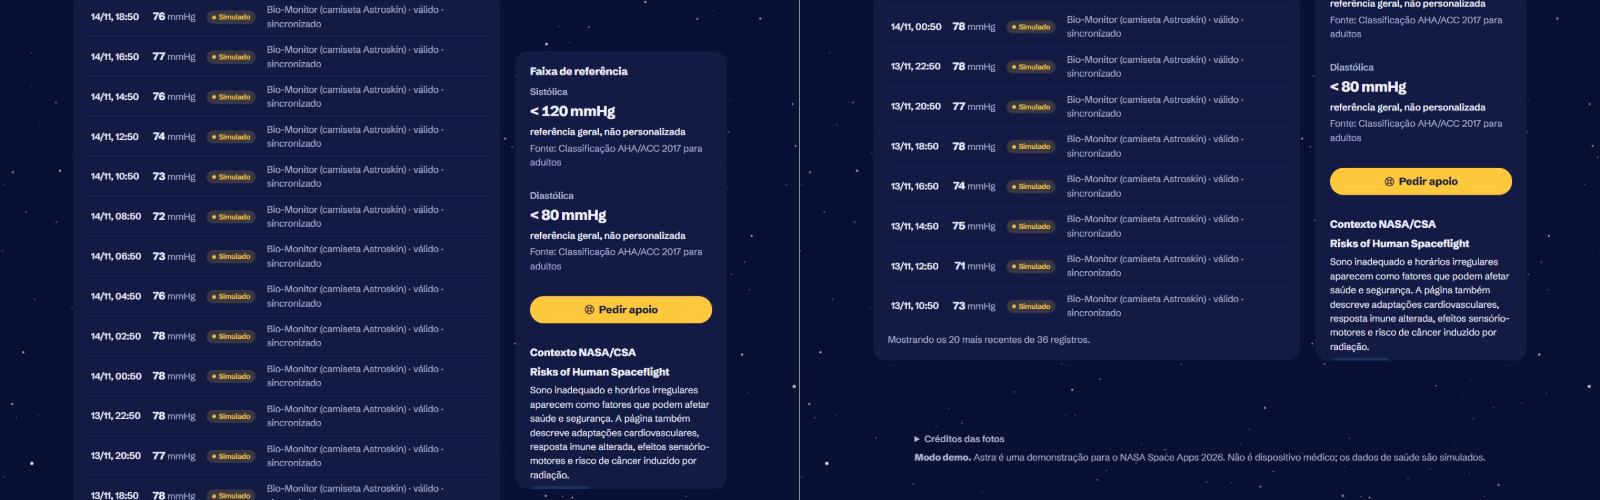 14/11, 18:50 76 mmHg Simulado Bio-Monitor (camiseta Astroskin) · válido ·
sincronizado
14/11, 16:50 77 mmHg Simulado Bio-Monitor (camiseta Astroskin) · válido ·
sincronizado
14/11, 14:50 76 mmHg Simulado Bio-Monitor (camiseta Astroskin) · válido ·
sincronizado
14/11, 12:50 74 mmHg Simulado Bio-Monitor (camiseta Astroskin) · válido ·
sincronizado
14/11, 10:50 73 mmHg Simulado Bio-Monitor (camiseta Astroskin) · válido ·
sincronizado
14/11, 08:50 72 mmHg Simulado Bio-Monitor (camiseta Astroskin) · válido ·
sincronizado
14/11, 06:50 73 mmHg Simulado Bio-Monitor (camiseta Astroskin) · válido ·
sincronizado
14/11, 04:50 76 mmHg Simulado Bio-Monitor (camiseta Astroskin) · válido ·
sincronizado
14/11, 02:50 78 mmHg Simulado Bio-Monitor (camiseta Astroskin) · válido ·
sincronizado
14/11, 00:50 78 mmHg Simulado Bio-Monitor (camiseta Astroskin) · válido ·
sincronizado
13/11, 22:50 78 mmHg Simulado Bio-Monitor (camiseta Astroskin) · válido ·
sincronizado
13/11, 20:50 77 mmHg Simulado Bio-Monitor (camiseta Astroskin) · válido ·
sincronizado
13/11, 18:50 78 mmHg Simulado Bio-Monitor (camiseta Astroskin) · válido ·
sincronizado
Faixa de referência
Sistólica
< 120 mmHg
referência geral, não personalizada
Fonte: Classificação AHA/ACC 2017 para
adultos
Diastólica
< 80 mmHg
referência geral, não personalizada
Fonte: Classificação AHA/ACC 2017 para
adultos
Pedir apoio
Contexto NASA/CSA
Risks of Human Spaceflight
Sono inadequado e horários irregulares
aparecem como fatores que podem afetar
saúde e segurança. A página também
descreve adaptações cardiovasculares,
resposta imune alterada, efeitos sensório-
motores e risco de câncer induzido por
radiação.
14/11, 00:50 78 mmHg Simulado Bio-Monitor (camiseta Astroskin) · válido ·
sincronizado
13/11, 22:50 78 mmHg Simulado Bio-Monitor (camiseta Astroskin) · válido ·
sincronizado
13/11, 20:50 77 mmHg Simulado Bio-Monitor (camiseta Astroskin) · válido ·
sincronizado
13/11, 18:50 78 mmHg Simulado Bio-Monitor (camiseta Astroskin) · válido ·
sincronizado
13/11, 16:50 74 mmHg Simulado Bio-Monitor (camiseta Astroskin) · válido ·
sincronizado
13/11, 14:50 75 mmHg Simulado Bio-Monitor (camiseta Astroskin) · válido ·
sincronizado
13/11, 12:50 71 mmHg Simulado Bio-Monitor (camiseta Astroskin) · válido ·
sincronizado
13/11, 10:50 73 mmHg Simulado Bio-Monitor (camiseta Astroskin) · válido ·
sincronizado
Mostrando os 20 mais recentes de 36 registros.
referência geral, não personalizada
Fonte: Classificação AHA/ACC 2017 para
adultos
Diastólica
< 80 mmHg
referência geral, não personalizada
Fonte: Classificação AHA/ACC 2017 para
adultos
Pedir apoio
Contexto NASA/CSA
Risks of Human Spaceflight
Sono inadequado e horários irregulares
aparecem como fatores que podem afetar
saúde e segurança. A página também
descreve adaptações cardiovasculares,
resposta imune alterada, efeitos sensório-
motores e risco de câncer induzido por
radiação.
Créditos das fotos
Modo demo. Astra é uma demonstração para o NASA Space Apps 2026. Não é dispositivo médico; os dados de saúde são simulados.